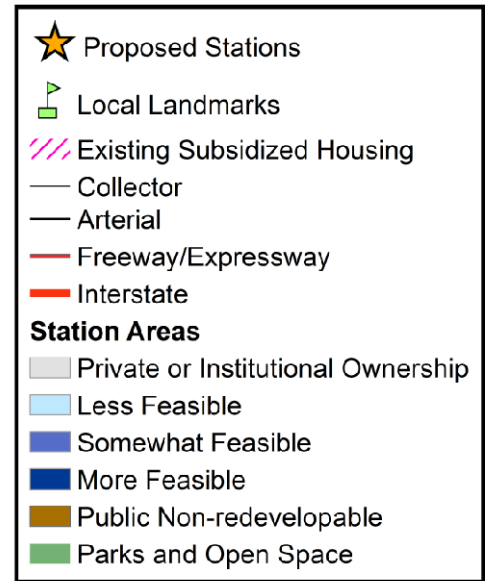 Proposed Stations
Local Landmarks
Existing Subsidized Housing
Collector
Arterial
Freeway/Expressway
Interstate
Station Areas
Private or Institutional Ownership
Less Feasible
Somewhat Feasible
More Feasible
Public Non-redevelopable
Parks and Open Space